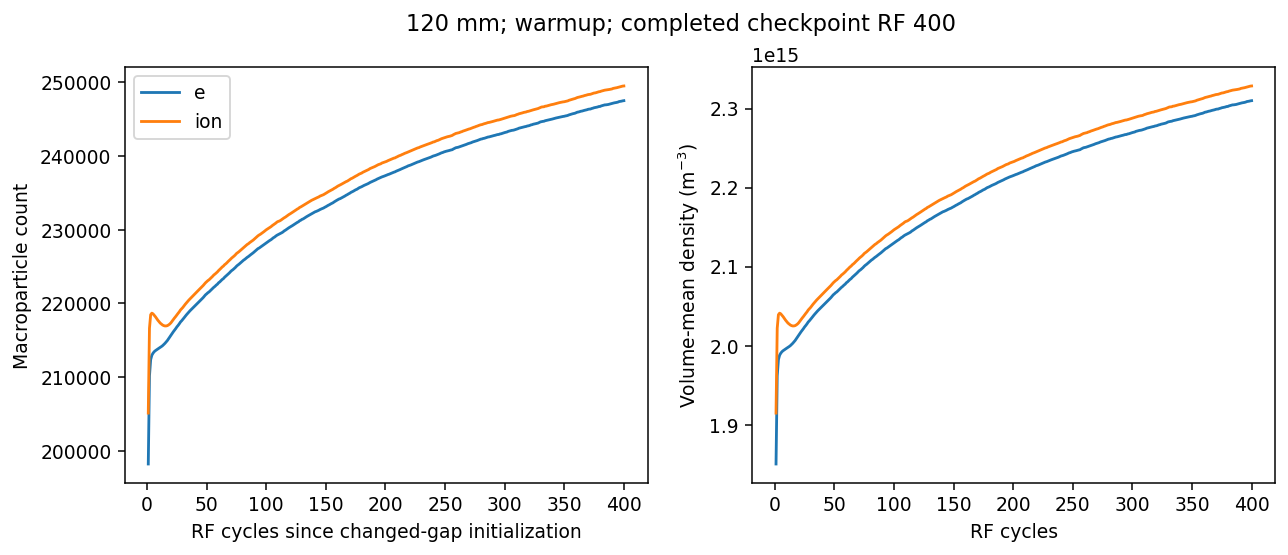 120 mm; warmup; completed checkpoint RF 400
1e15
e
ion
250000
240000
230000
220000
210000
200000
Macroparticle count
0 50 100 150 200 250 300 350 400
RF cycles since changed-gap initialization
2.3
2.2
2.1
2.0
1.9
Volume-mean density (m⁻³)
0 50 100 150 200 250 300 350 400
RF cycles